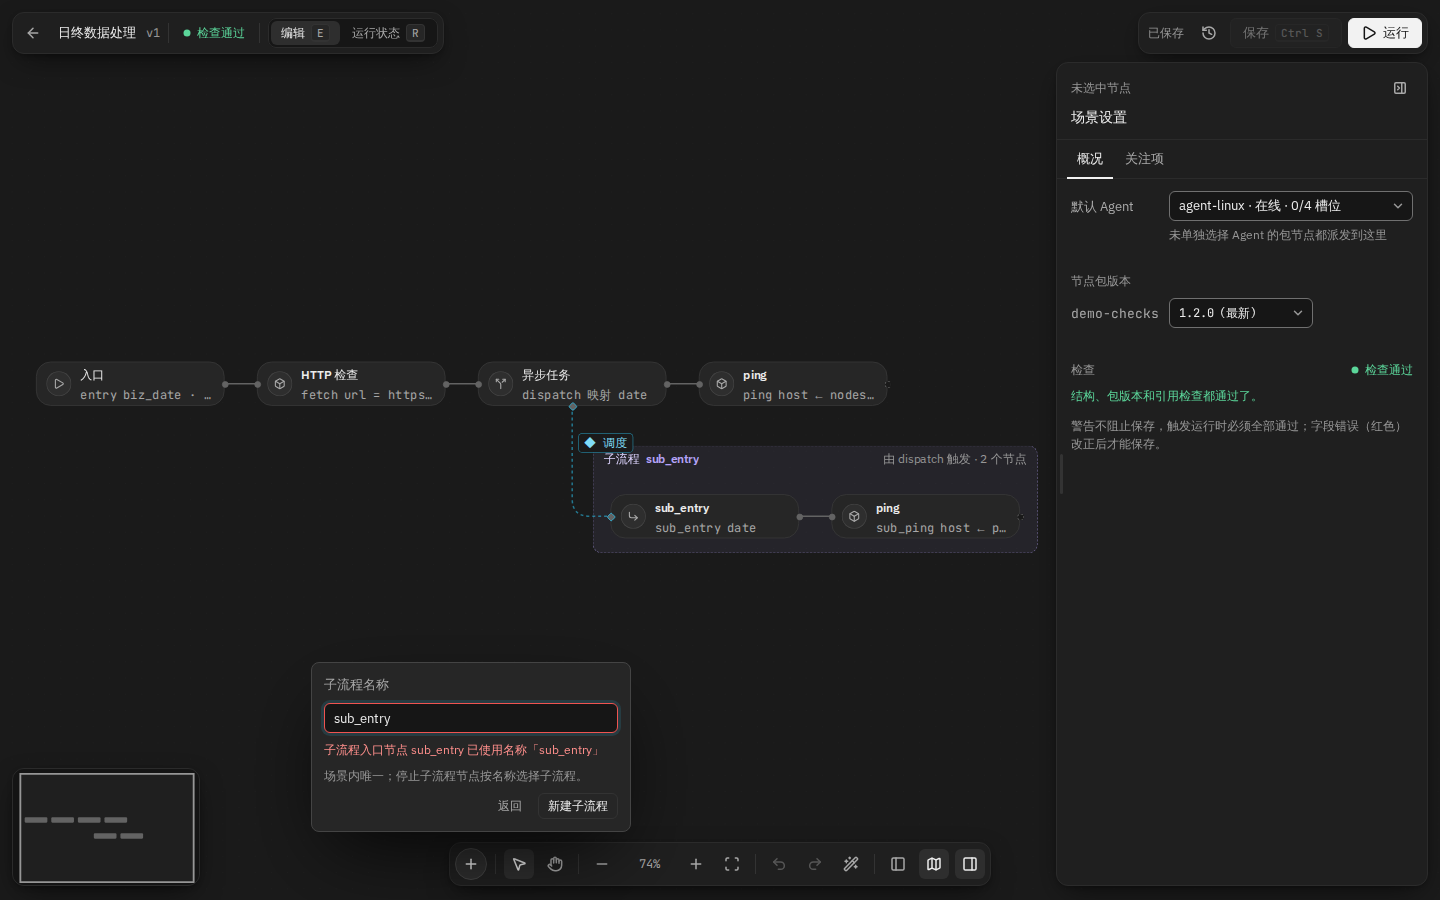 日终数据处理 v1 检查通过 编辑 E 运行状态 R
已保存 保存 Ctrl S 运行
未选中节点
场景设置
概况 关注项
默认 Agent agent-linux · 在线 · 0/4 槽位
未单独选择 Agent 的包节点都派发到这里
节点包版本
demo-checks 1.2.0 (最新)
检查 检查通过
结构、包版本和引用检查都通过了。
警告不阻止保存，触发运行时必须全部通过；字段错误（红色）
改正后才能保存。
入口
entry biz_date · …
HTTP 检查
fetch url = https…
异步任务
dispatch 映射 date
ping
ping host ← nodes…
调度
子流程 sub_entry 由 dispatch 触发 · 2 个节点
sub_entry
sub_entry date
ping
sub_ping host ← p…
子流程名称
sub_entry
子流程入口节点 sub_entry 已使用名称「sub_entry」
场景内唯一；停止子流程节点按名称选择子流程。
返回 新建子流程
74%